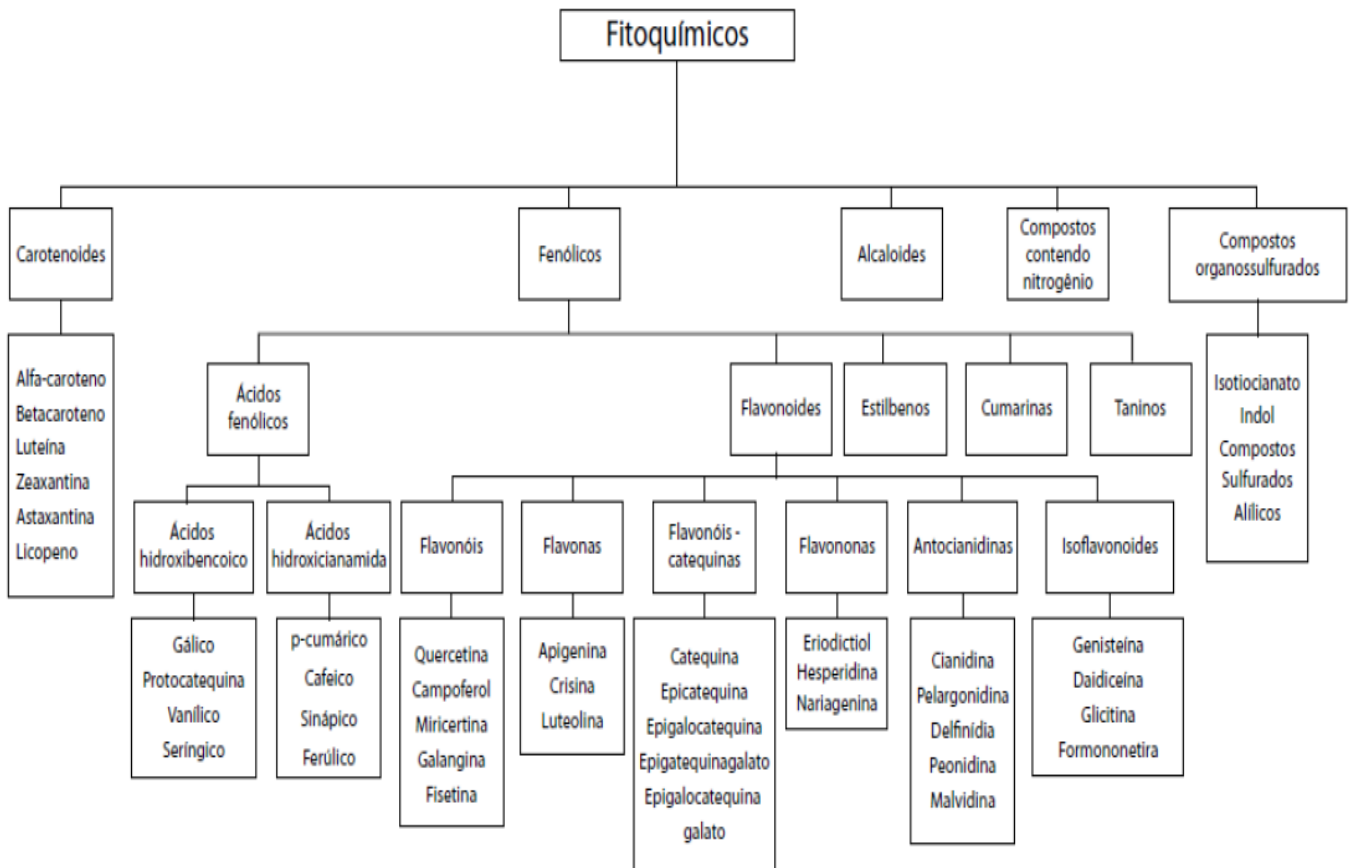 Fitoquímicos
Carotenoides
Fenólicos
Alcaloides
Compostos
contendo
nitrogênio
Compostos
organossulfurados
Alfa-caroteno
Betacaroteno
Luteína
Zeaxantina
Astaxantina
Licopeno
Ácidos
fenólicos
Flavonoides
Estilbenos
Cumarinas
Taninos
Isotiocianato
Indol
Compostos
Sulfurados
Alílicos
Ácidos
hidroxibencoico
Ácidos
hidroxicianamida
Flavonóis
Flavonas
Flavonóis -
catequinas
Flavononas
Antocianidinas
Isoflavonoides
Gálico
Protocatequina
Vanílico
Seríngico
p-cumárico
Cafeico
Sinápico
Ferúlico
Quercetina
Campoferol
Miricertina
Galangina
Fisetina
Apigenina
Crisina
Luteolina
Catequina
Epicatequina
Epigalocatequina
Epigatequinagalato
Epigalocatequina
galato
Eriodictiol
Hesperidina
Nariagenina
Cianidina
Pelargonidina
Delfinídia
Peonidina
Malvidina
Genisteína
Daidiceína
Glicitina
Formononetira